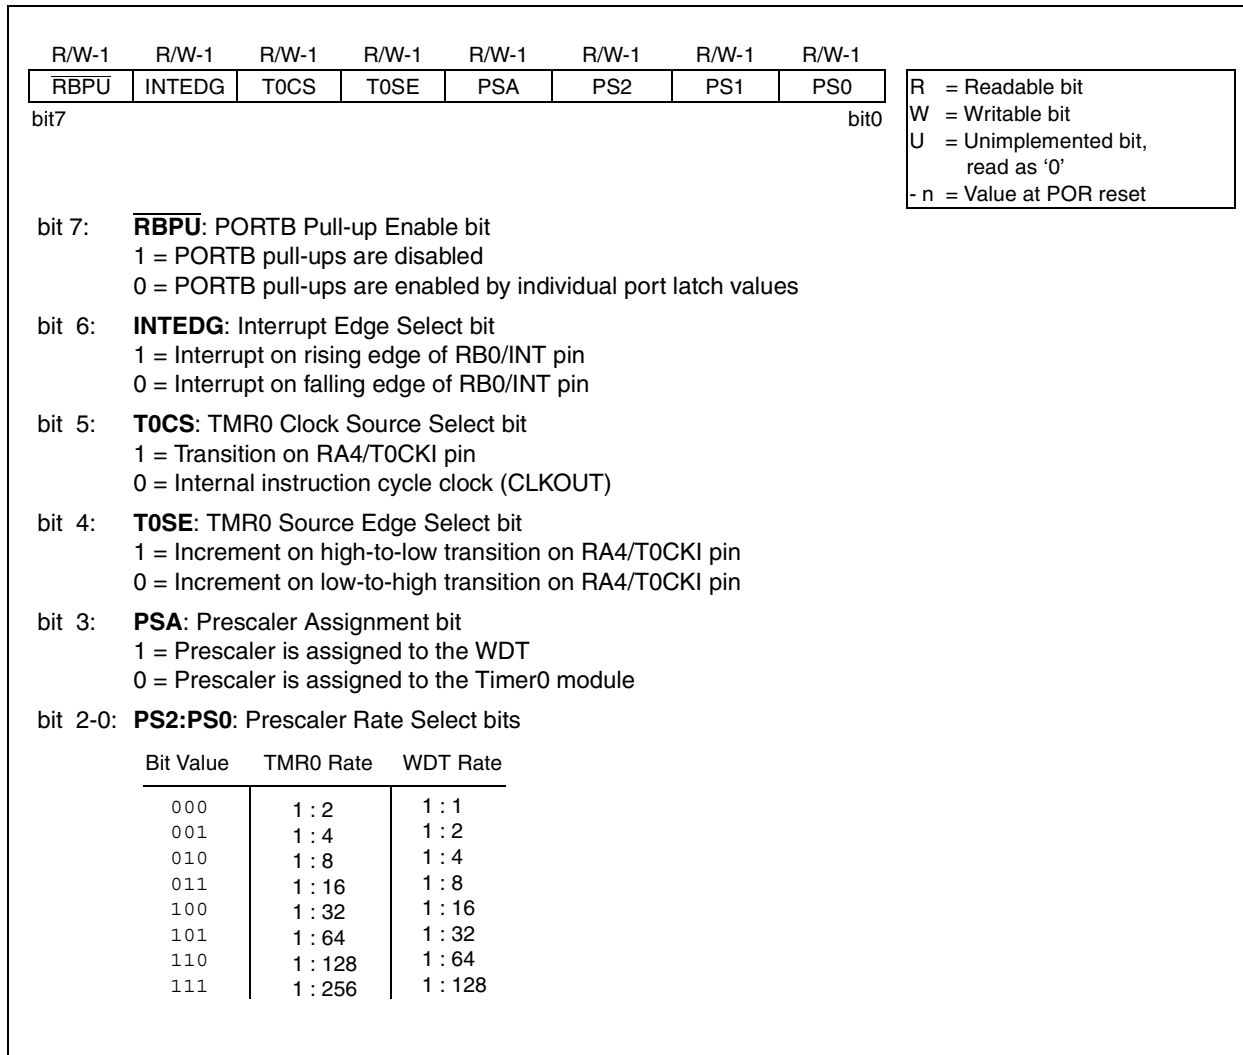 R/W-1 R/W-1 R/W-1 R/W-1 R/W-1 R/W-1 R/W-1 R/W-1
RBPU INTEDG T0CS T0SE PSA PS2 PS1 PS0
bit7 bit0
R = Readable bit
W = Writable bit
U = Unimplemented bit,
read as ‘0’
- n = Value at POR reset
bit 7: RBPU: PORTB Pull-up Enable bit
1 = PORTB pull-ups are disabled
0 = PORTB pull-ups are enabled by individual port latch values
bit 6: INTEDG: Interrupt Edge Select bit
1 = Interrupt on rising edge of RB0/INT pin
0 = Interrupt on falling edge of RB0/INT pin
bit 5: T0CS: TMR0 Clock Source Select bit
1 = Transition on RA4/T0CKI pin
0 = Internal instruction cycle clock (CLKOUT)
bit 4: T0SE: TMR0 Source Edge Select bit
1 = Increment on high-to-low transition on RA4/T0CKI pin
0 = Increment on low-to-high transition on RA4/T0CKI pin
bit 3: PSA: Prescaler Assignment bit
1 = Prescaler is assigned to the WDT
0 = Prescaler is assigned to the Timer0 module
bit 2-0: PS2:PS0: Prescaler Rate Select bits
Bit Value TMR0 Rate WDT Rate
000 1 : 2 1 : 1
001 1 : 4 1 : 2
010 1 : 8 1 : 4
011 1 : 16 1 : 8
100 1 : 32 1 : 16
101 1 : 64 1 : 32
110 1 : 128 1 : 64
111 1 : 256 1 : 128